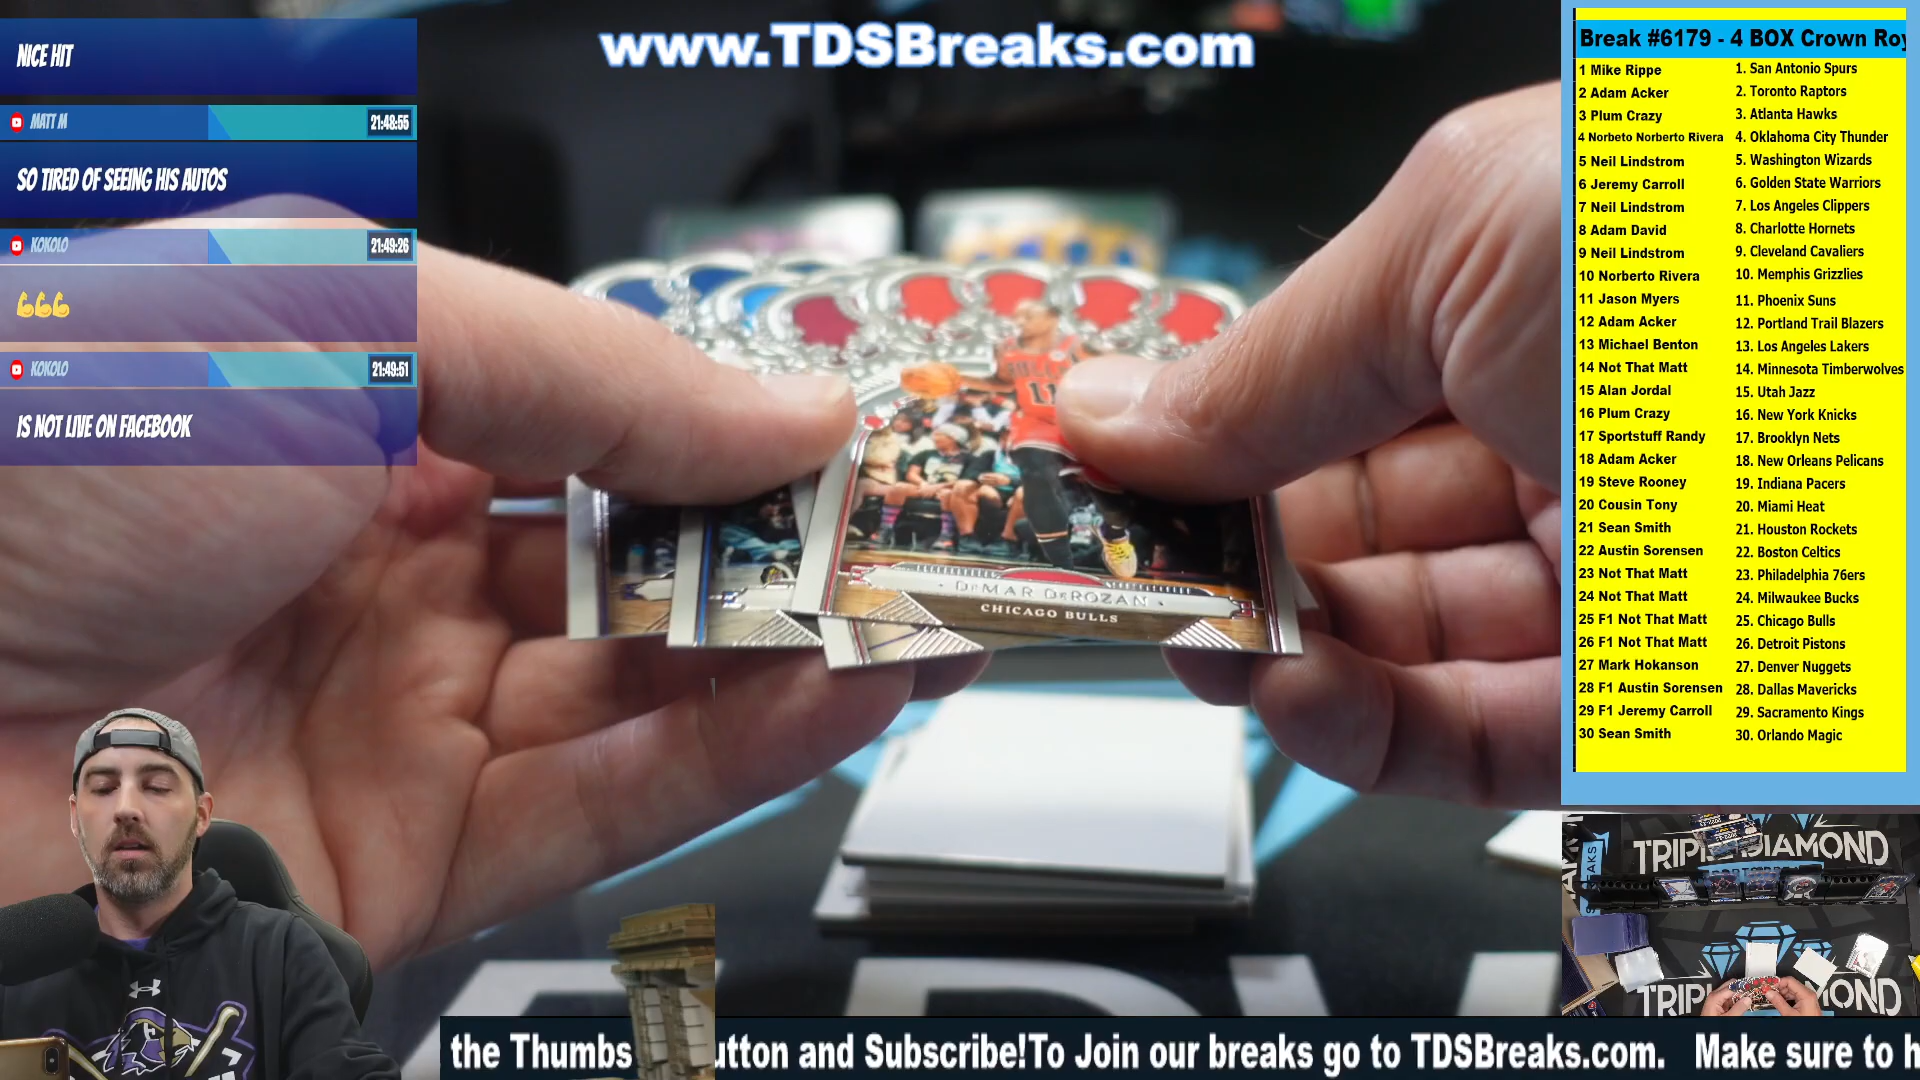 www.TDSBreaks.com
NICE HIT
MATT M
21:48:55
SO TIRED OF SEEING HIS AUTOS
KOKOLO
21:49:26
KOKOLO
21:49:51
IS NOT LIVE ON FACEBOOK
11
DEMAR DEROZAN
CHICAGO BULLS
Break #6179 - 4 BOX Crown Roy
1 Mike Rippe 1. San Antonio Spurs
2 Adam Acker 2. Toronto Raptors
3 Plum Crazy 3. Atlanta Hawks
4 Norbeto Norberto Rivera 4. Oklahoma City Thunder
5 Neil Lindstrom 5. Washington Wizards
6 Jeremy Carroll 6. Golden State Warriors
7 Neil Lindstrom 7. Los Angeles Clippers
8 Adam David 8. Charlotte Hornets
9 Neil Lindstrom 9. Cleveland Cavaliers
10 Norberto Rivera 10. Memphis Grizzlies
11 Jason Myers 11. Phoenix Suns
12 Adam Acker 12. Portland Trail Blazers
13 Michael Benton 13. Los Angeles Lakers
14 Not That Matt 14. Minnesota Timberwolves
15 Alan Jordal 15. Utah Jazz
16 Plum Crazy 16. New York Knicks
17 Sportstuff Randy 17. Brooklyn Nets
18 Adam Acker 18. New Orleans Pelicans
19 Steve Rooney 19. Indiana Pacers
20 Cousin Tony 20. Miami Heat
21 Sean Smith 21. Houston Rockets
22 Austin Sorensen 22. Boston Celtics
23 Not That Matt 23. Philadelphia 76ers
24 Not That Matt 24. Milwaukee Bucks
25 F1 Not That Matt 25. Chicago Bulls
26 F1 Not That Matt 26. Detroit Pistons
27 Mark Hokanson 27. Denver Nuggets
28 F1 Austin Sorensen 28. Dallas Mavericks
29 F1 Jeremy Carroll 29. Sacramento Kings
30 Sean Smith 30. Orlando Magic
the Thumbs utton and Subscribe!To Join our breaks go to TDSBreaks.com. Make sure to h